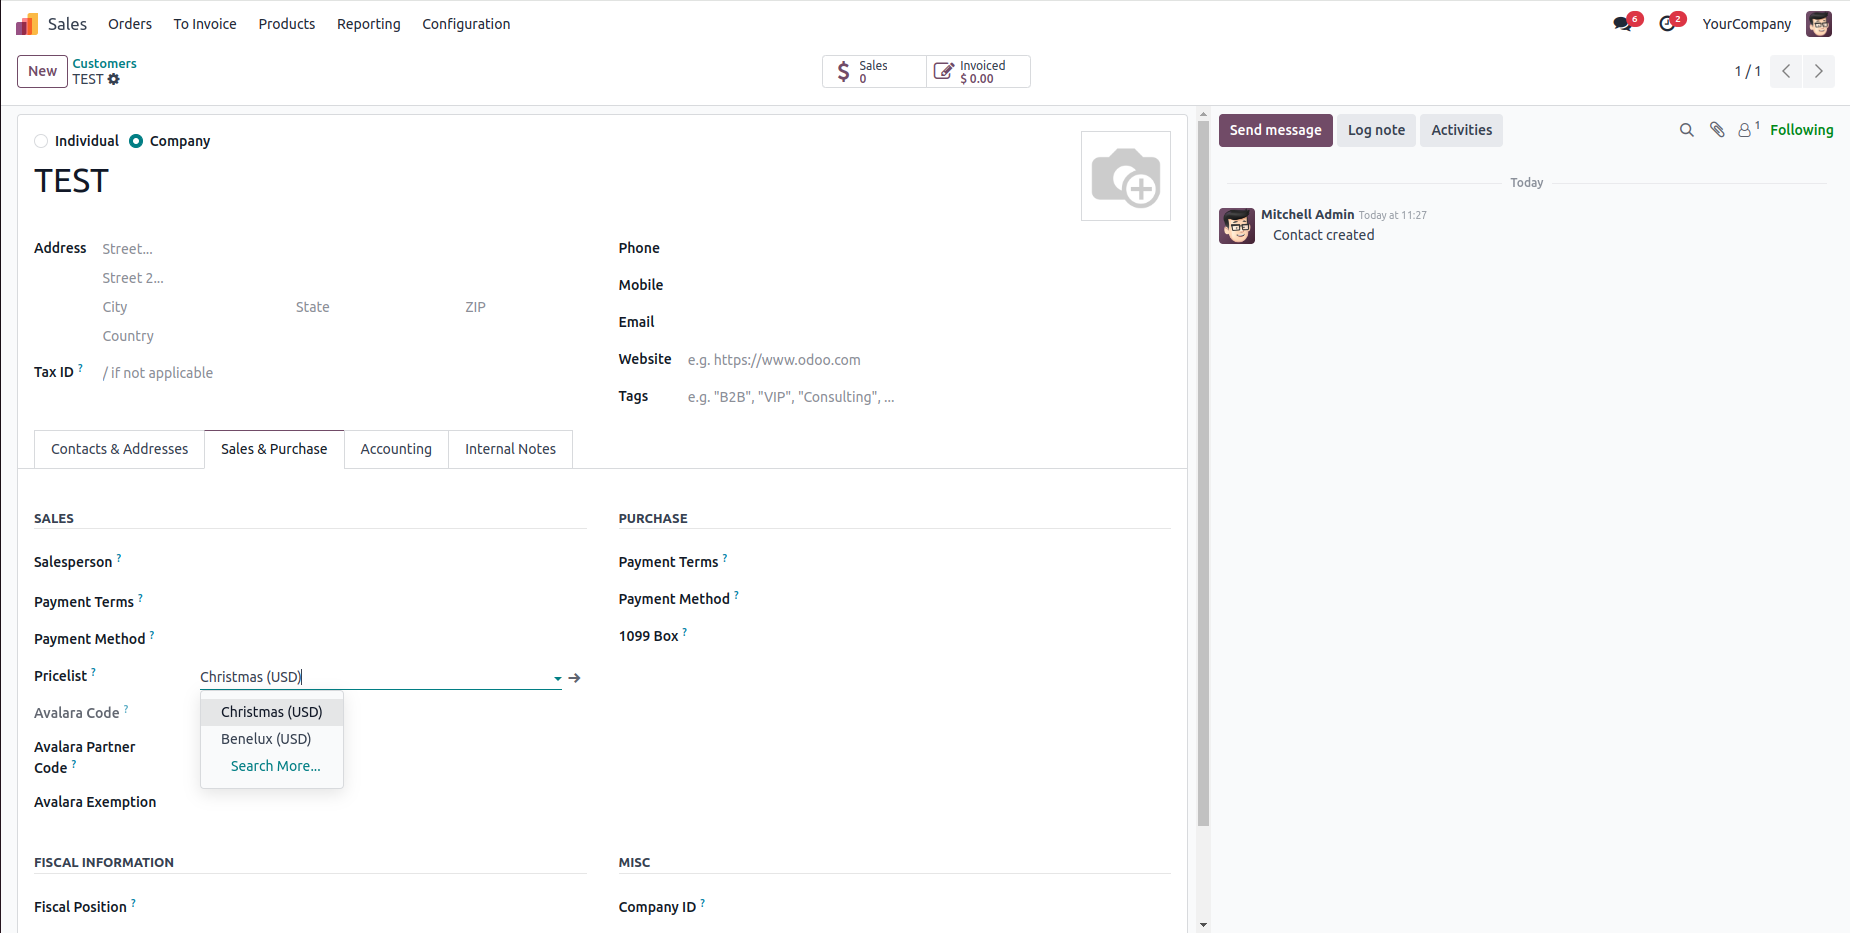 Sales Orders To Invoice Products Reporting Configuration 6 2 YourCompany
New Customers TEST
Sales 0 Invoiced $ 0.00
1 / 1
Individual Company
TEST
Address Street...
Street 2...
City State ZIP
Country
Tax ID ? / if not applicable
Phone
Mobile
Email
Website e.g. https://www.odoo.com
Tags e.g. "B2B", "VIP", "Consulting", ...
Contacts & Addresses Sales & Purchase Accounting Internal Notes
SALES
Salesperson ?
Payment Terms ?
Payment Method ?
Pricelist ? Christmas (USD)
Christmas (USD)
Benelux (USD)
Search More...
Avalara Code ?
Avalara Partner
Code ?
Avalara Exemption
PURCHASE
Payment Terms ?
Payment Method ?
1099 Box ?
FISCAL INFORMATION
Fiscal Position ?
MISC
Company ID ?
Send message Log note Activities 1 Following
Today
Mitchell Admin Today at 11:27
Contact created